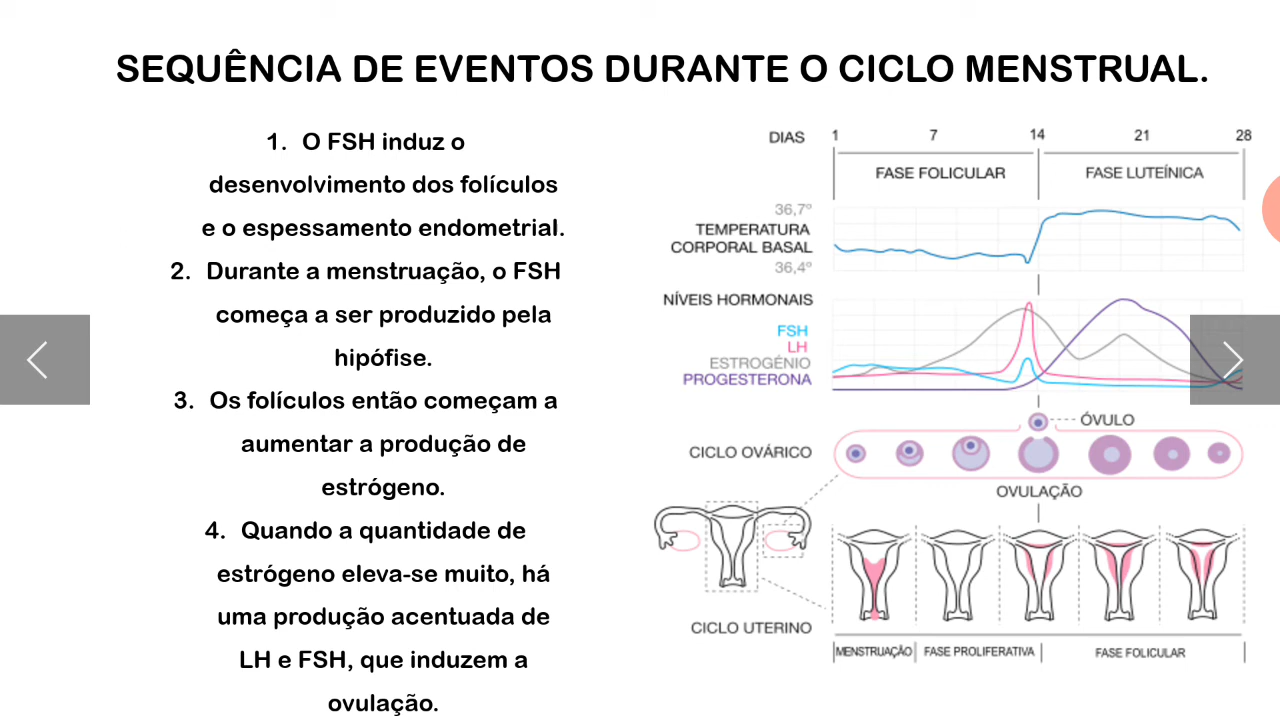 SEQUÊNCIA DE EVENTOS DURANTE O CICLO MENSTRUAL.
1. O FSH induz o
desenvolvimento dos folículos
e o espessamento endometrial.
2. Durante a menstruação, o FSH
começa a ser produzido pela
hipófise.
3. Os folículos então começam a
aumentar a produção de
estrógeno.
4. Quando a quantidade de
estrógeno eleva-se muito, há
uma produção acentuada de
LH e FSH, que induzem a
ovulação.
DIAS 1 7 14 21 28
FASE FOLICULAR FASE LUTEÍNICA
36,7º
TEMPERATURA
CORPORAL BASAL
36,4º
NÍVEIS HORMONAIS
FSH
LH
ESTROGÉNIO
PROGESTERONA
ÓVULO
CICLO OVÁRICO
OVULAÇÃO
CICLO UTERINO
MENSTRUAÇÃO FASE PROLIFERATIVA FASE FOLICULAR